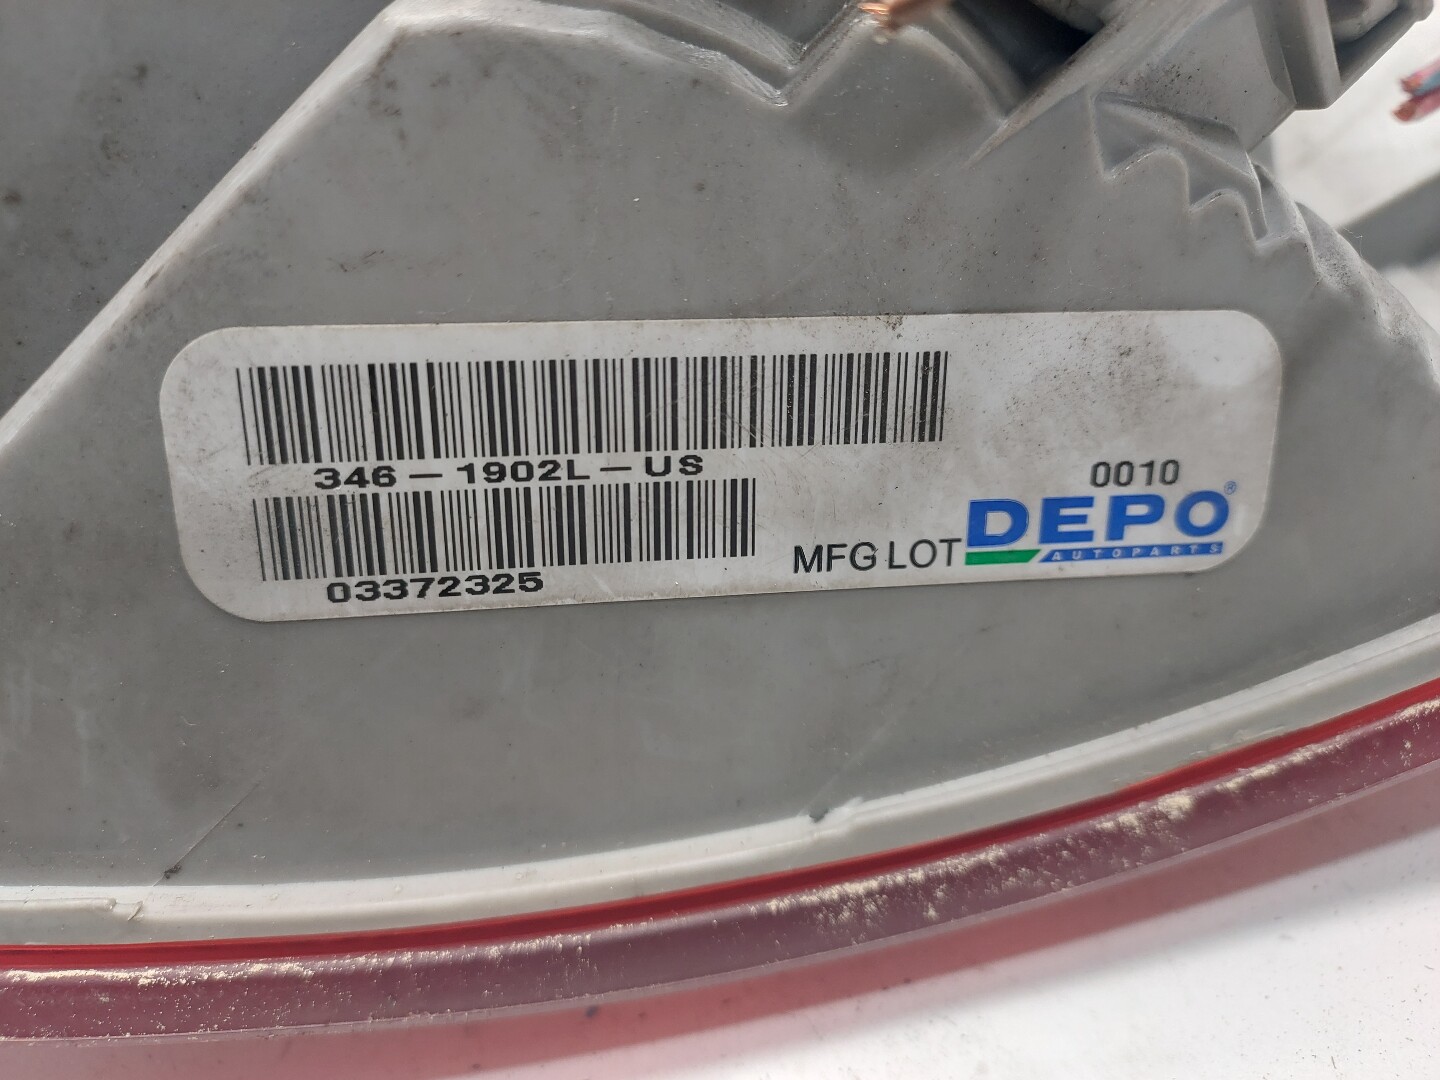 346-1902L-US
03372325
0010
MFG LOT
DEPO®
AUTOPARTS